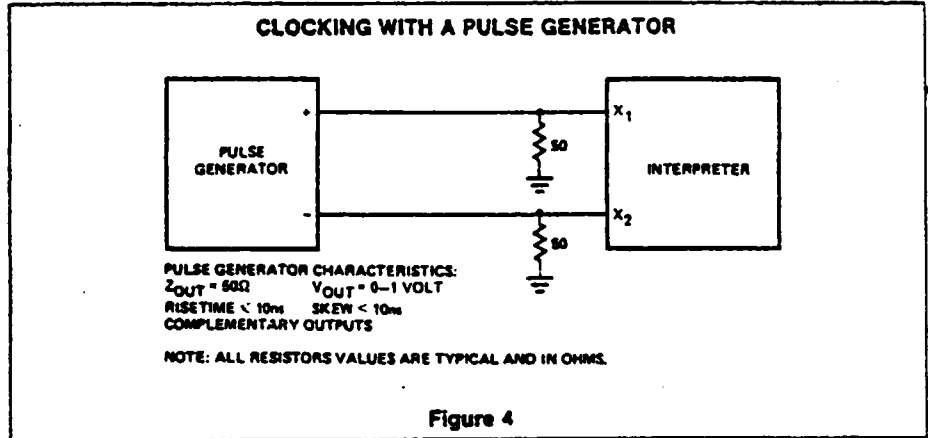 CLOCKING WITH A PULSE GENERATOR
+
X1
50
PULSE
GENERATOR
INTERPRETER
-
X2
50
PULSE GENERATOR CHARACTERISTICS:
ZOUT = 50Ω VOUT = 0–1 VOLT
RISETIME < 10ns SKEW < 10ns
COMPLEMENTARY OUTPUTS
NOTE: ALL RESISTORS VALUES ARE TYPICAL AND IN OHMS.
Figure 4